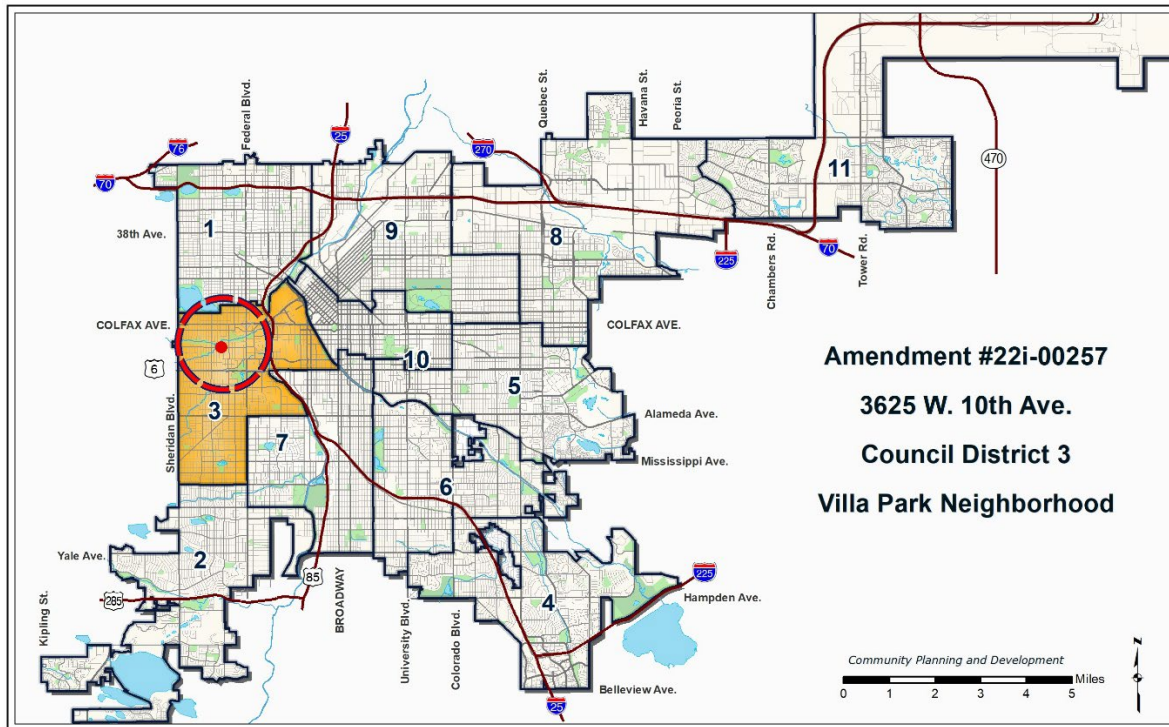 Federal Blvd.
Quebec St.
Havana St.
Peoria St.
76
25
270
470
70
11
1
38th Ave.
9
8
225
Chambers Rd.
70
Tower Rd.
COLFAX AVE.
COLFAX AVE.
6
10
5
Sheridan Blvd.
3
7
Alameda Ave.
Mississippi Ave.
6
Amendment #22i-00257
3625 W. 10th Ave.
Council District 3
Villa Park Neighborhood
2
Yale Ave.
85
285
BROADWAY
University Blvd.
Colorado Blvd.
4
225
Hampden Ave.
Kipling St.
Belleview Ave.
25
N
Community Planning and Development
0 1 2 3 4 5 Miles